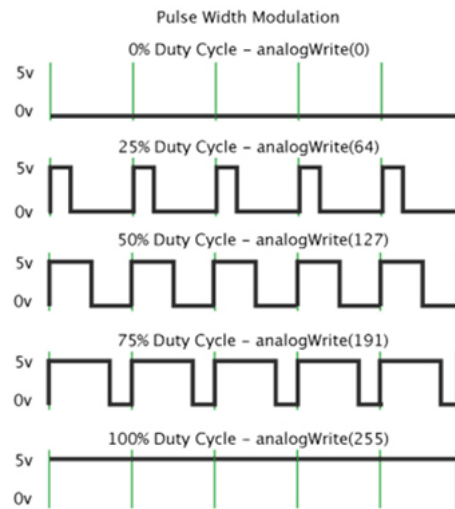 Pulse Width Modulation
0% Duty Cycle – analogWrite(0)
5v
0v
25% Duty Cycle – analogWrite(64)
5v
0v
50% Duty Cycle – analogWrite(127)
5v
0v
75% Duty Cycle – analogWrite(191)
5v
0v
100% Duty Cycle – analogWrite(255)
5v
0v